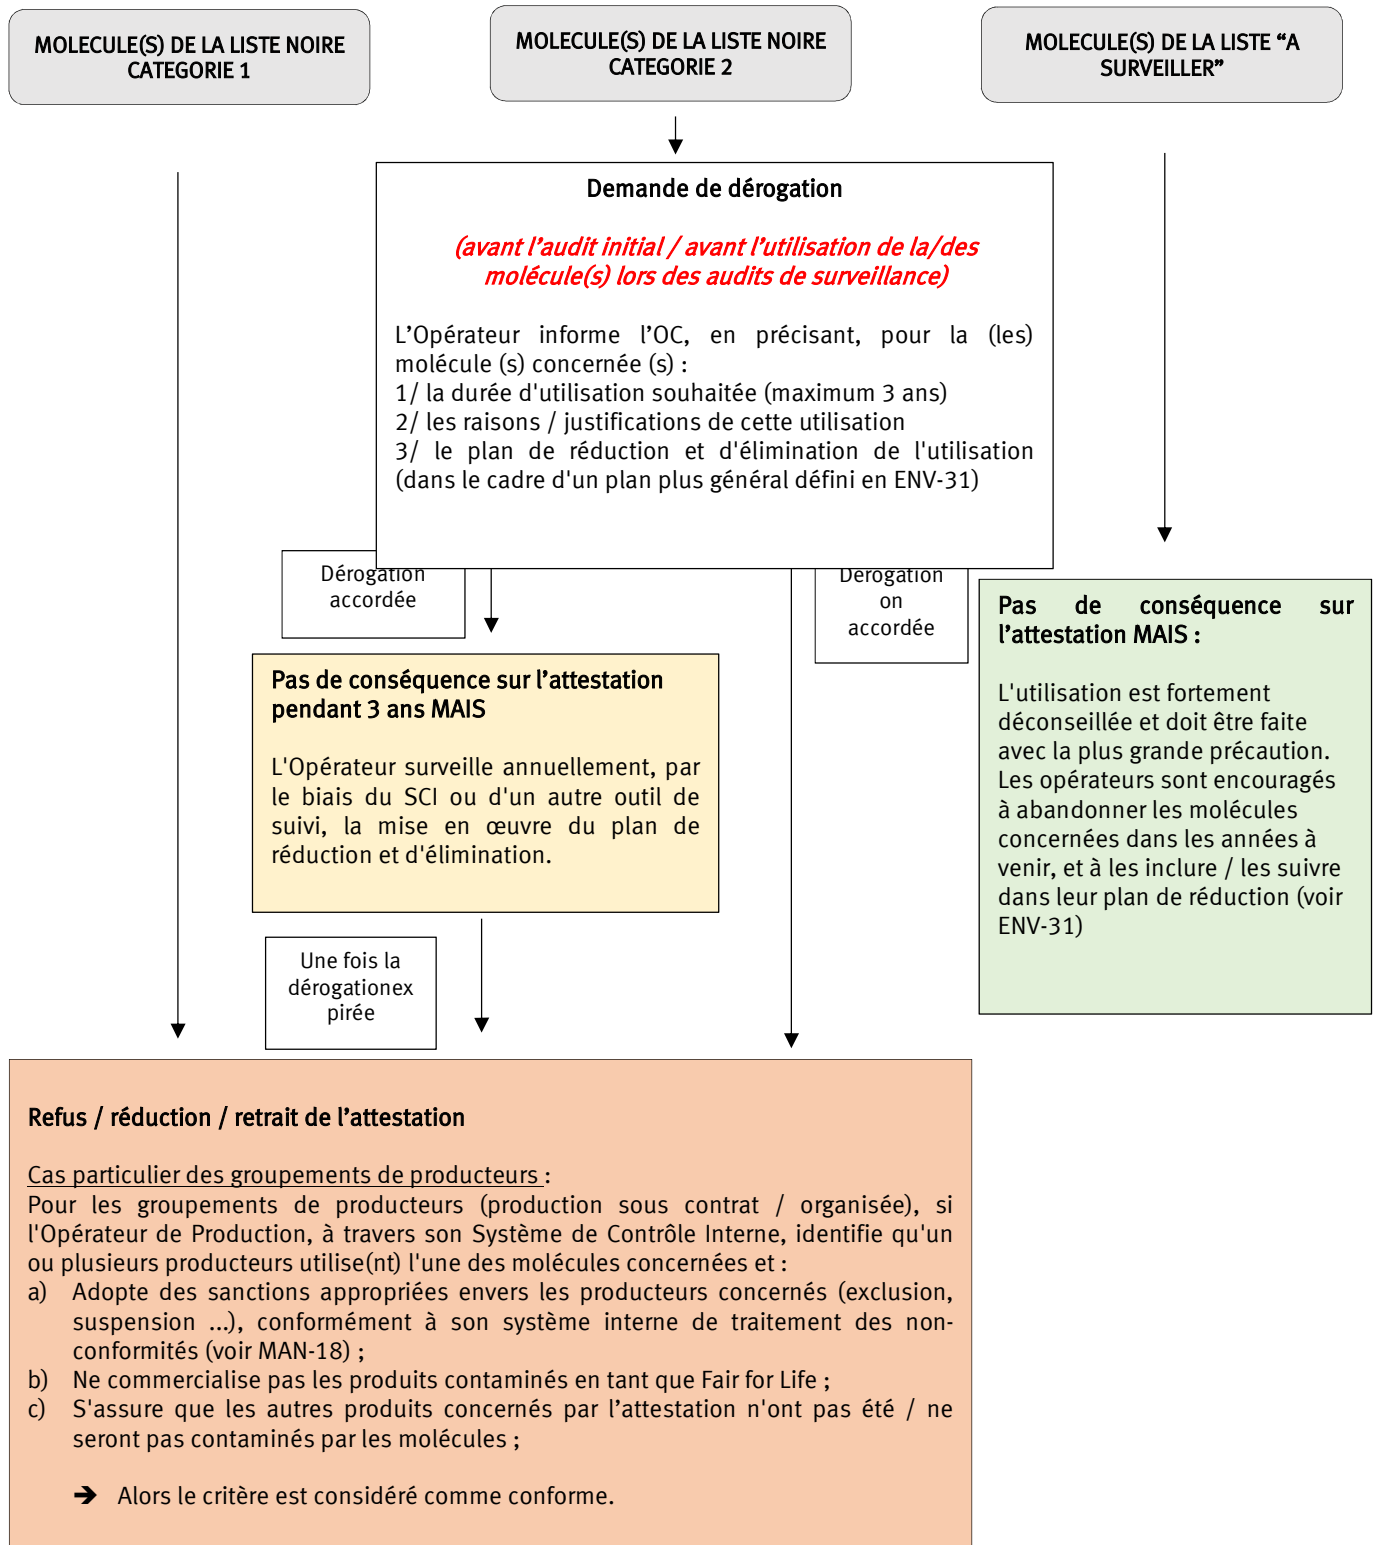 MOLECULE(S) DE LA LISTE NOIRE
CATEGORIE 1
MOLECULE(S) DE LA LISTE NOIRE
CATEGORIE 2
MOLECULE(S) DE LA LISTE “A
SURVEILLER”
Demande de dérogation
(avant l’audit initial / avant l’utilisation de la/des
molécule(s) lors des audits de surveillance)
L’Opérateur informe l’OC, en précisant, pour la (les)
molécule (s) concernée (s) :
1/ la durée d'utilisation souhaitée (maximum 3 ans)
2/ les raisons / justifications de cette utilisation
3/ le plan de réduction et d'élimination de l'utilisation
(dans le cadre d'un plan plus général défini en ENV-31)
Dérogation
accordée
Dérogation
on
accordée
Pas de conséquence sur l’attestation
pendant 3 ans MAIS
L'Opérateur surveille annuellement, par
le biais du SCI ou d'un autre outil de
suivi, la mise en œuvre du plan de
réduction et d'élimination.
Pas de conséquence sur
l’attestation MAIS :
L'utilisation est fortement
déconseillée et doit être faite
avec la plus grande précaution.
Les opérateurs sont encouragés
à abandonner les molécules
concernées dans les années à
venir, et à les inclure / les suivre
dans leur plan de réduction (voir
ENV-31)
Une fois la
dérogationex
pirée
Refus / réduction / retrait de l’attestation
Cas particulier des groupements de producteurs :
Pour les groupements de producteurs (production sous contrat / organisée), si
l'Opérateur de Production, à travers son Système de Contrôle Interne, identifie qu'un
ou plusieurs producteurs utilise(nt) l'une des molécules concernées et :
a) Adopte des sanctions appropriées envers les producteurs concernés (exclusion,
suspension ...), conformément à son système interne de traitement des non-
conformités (voir MAN-18) ;
b) Ne commercialise pas les produits contaminés en tant que Fair for Life ;
c) S'assure que les autres produits concernés par l’attestation n'ont pas été / ne
seront pas contaminés par les molécules ;
➔ Alors le critère est considéré comme conforme.